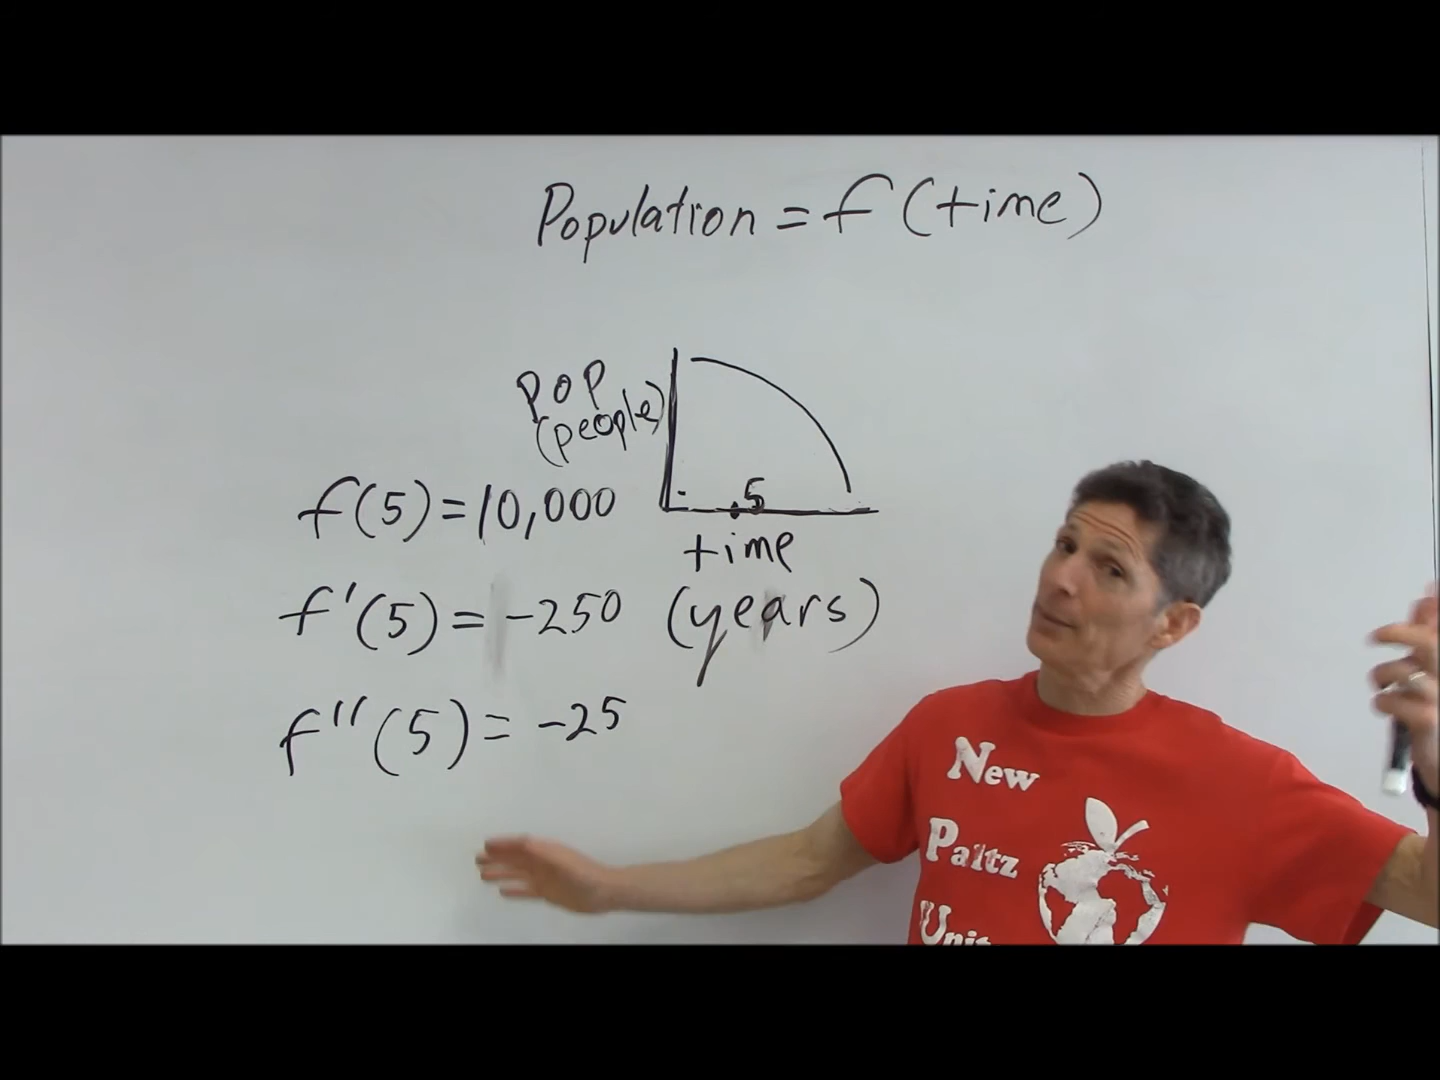 Population = f(time)
pop
(people)
5
f(5)=10,000
time
f'(5) = -250
(years)
f''(5) = -25
New
Paltz